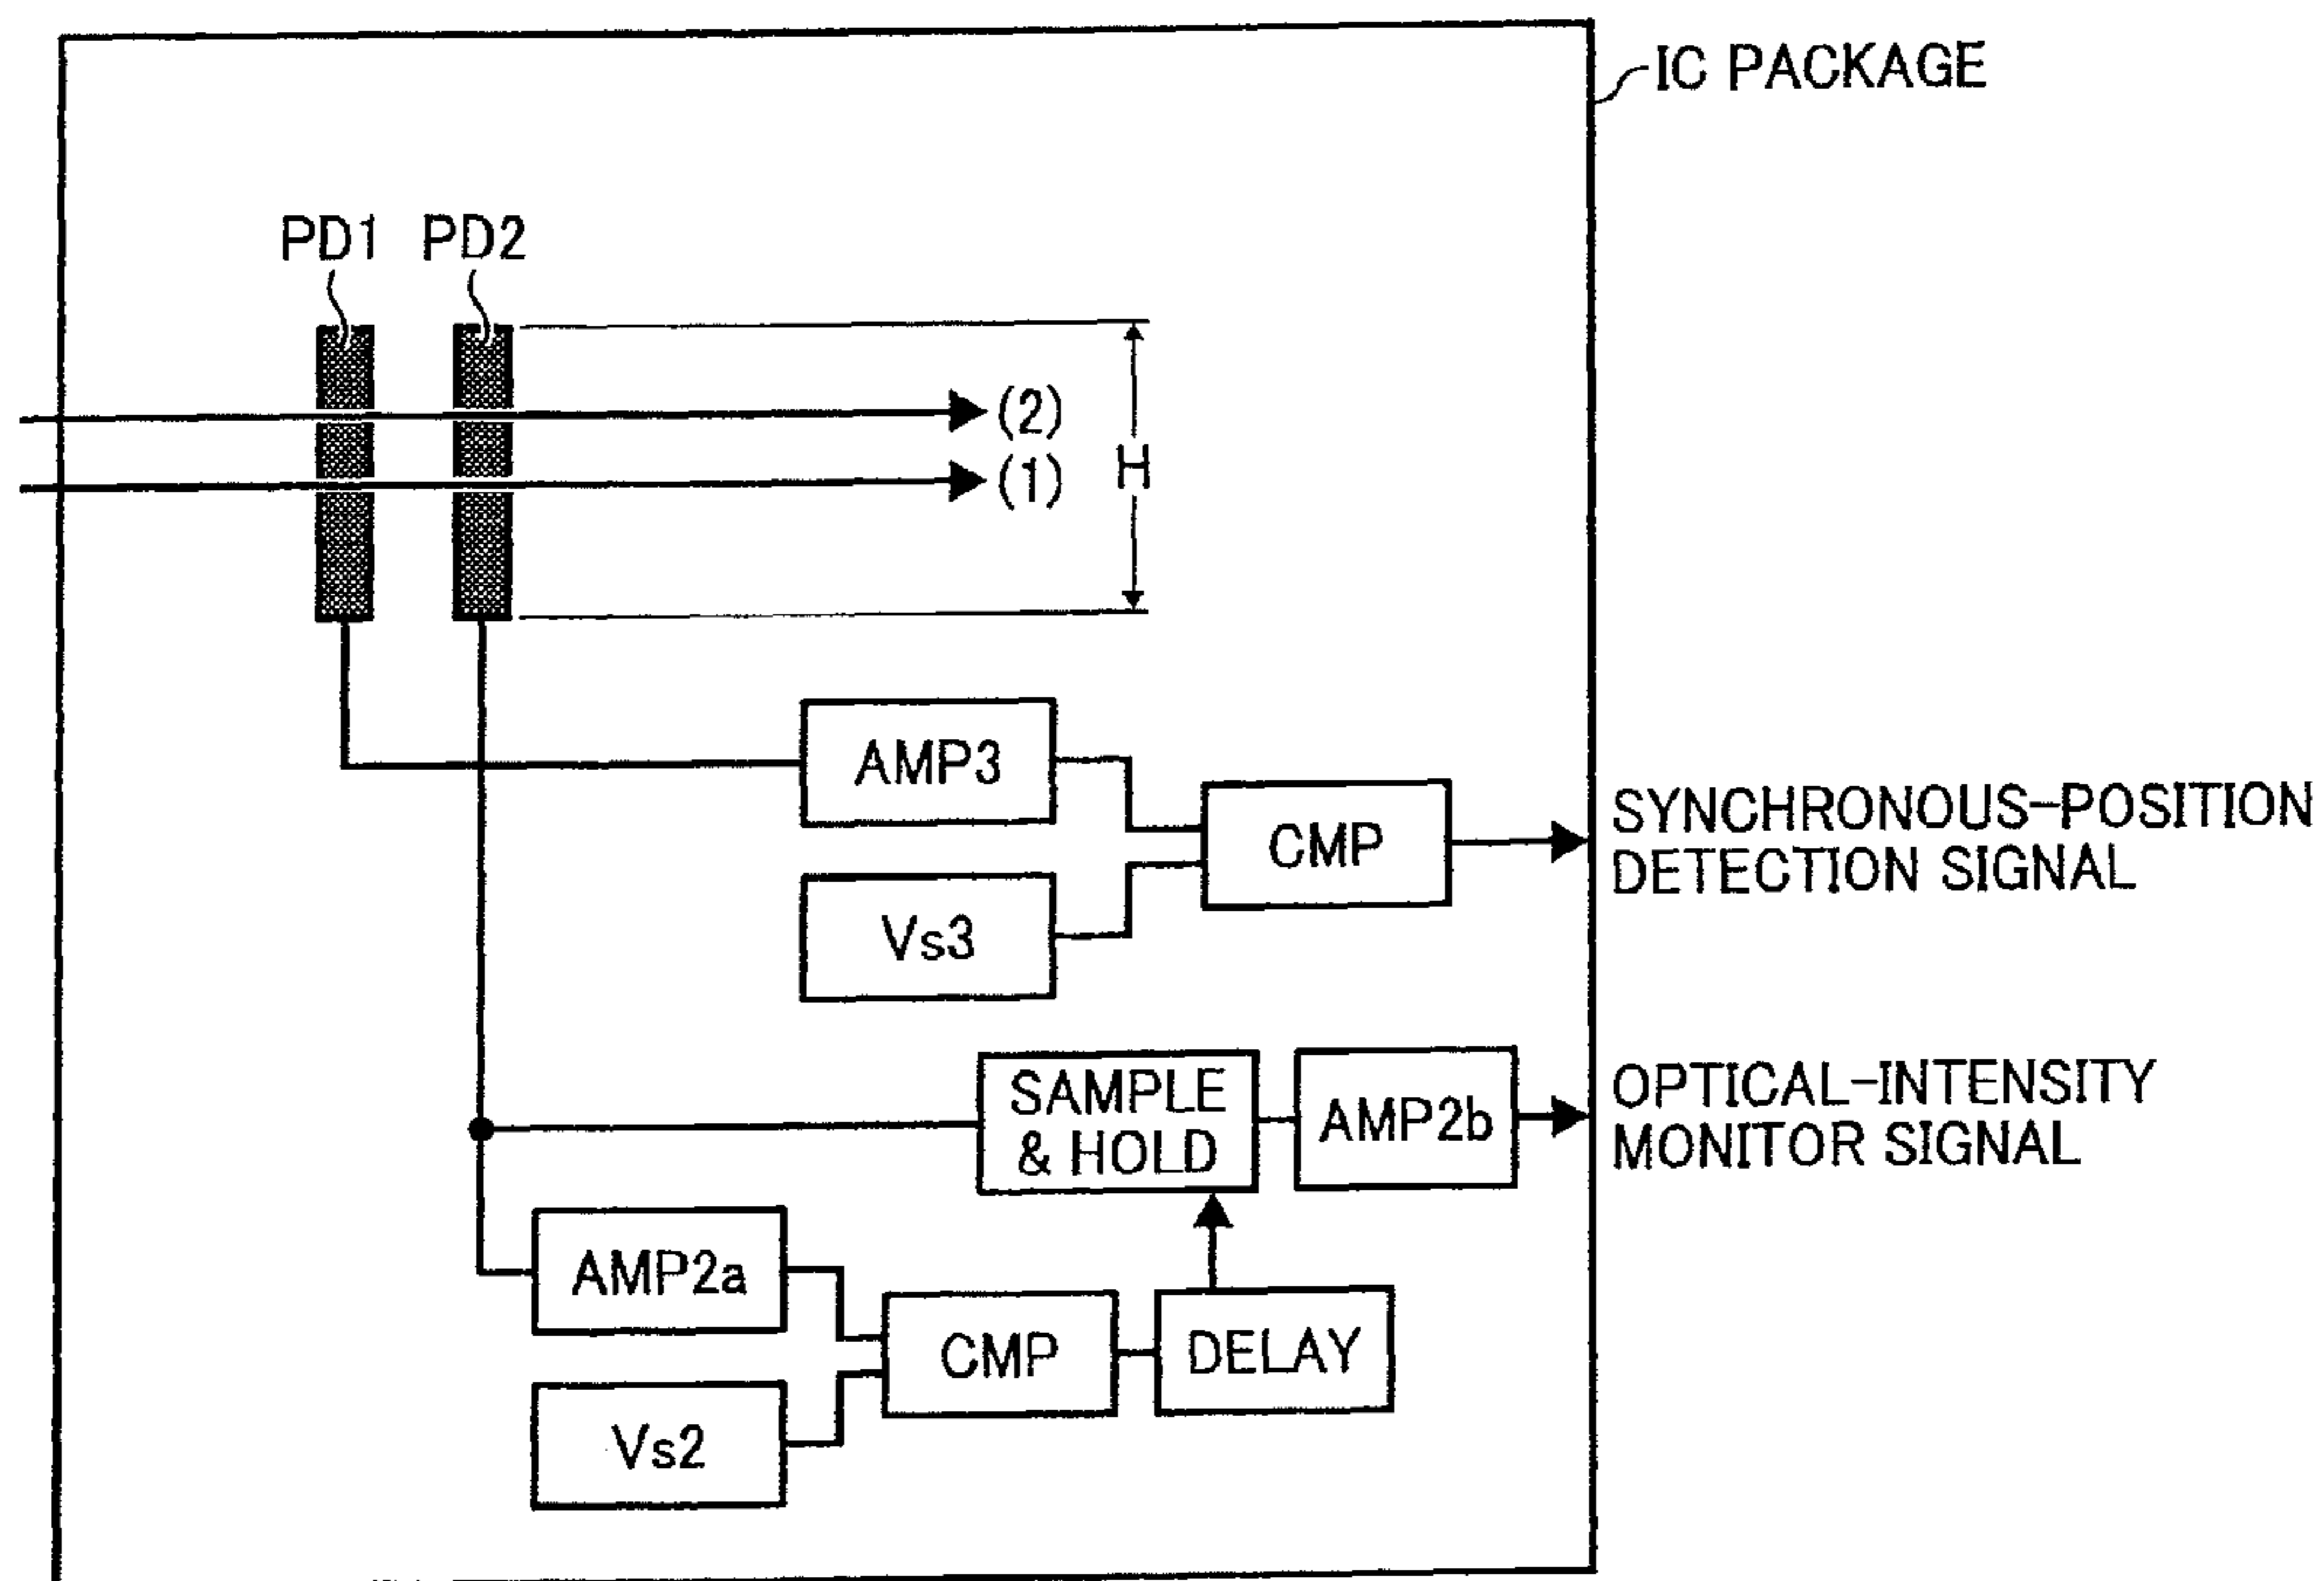 IC PACKAGE
PD1 PD2
(2)
(1)
H
AMP3
CMP
SYNCHRONOUS-POSITION
DETECTION SIGNAL
Vs3
SAMPLE
& HOLD
AMP2b
OPTICAL-INTENSITY
MONITOR SIGNAL
AMP2a
CMP
DELAY
Vs2